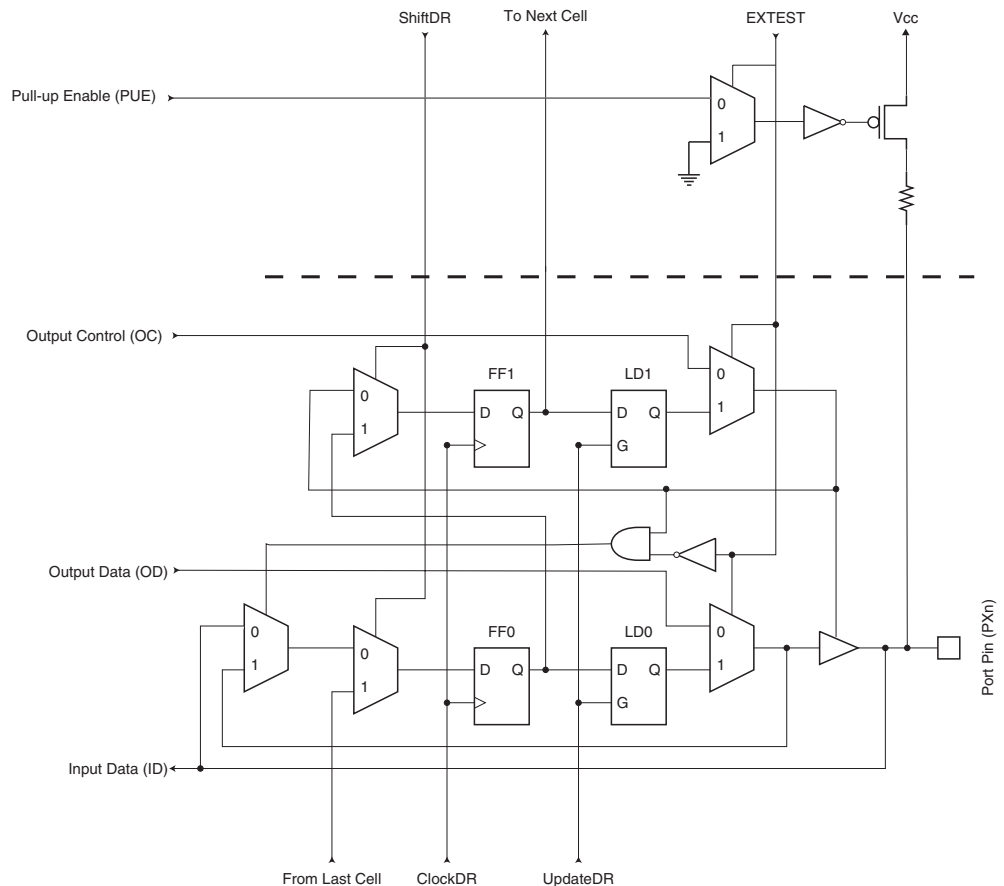 ShiftDR
To Next Cell
EXTEST
Vcc
Pull-up Enable (PUE)
0
1
Output Control (OC)
FF1
LD1
0
1
D Q
D Q
G
0
1
Output Data (OD)
0
1
0
1
FF0
LD0
D Q
D Q
G
0
1
Port Pin (PXn)
Input Data (ID)
From Last Cell
ClockDR
UpdateDR